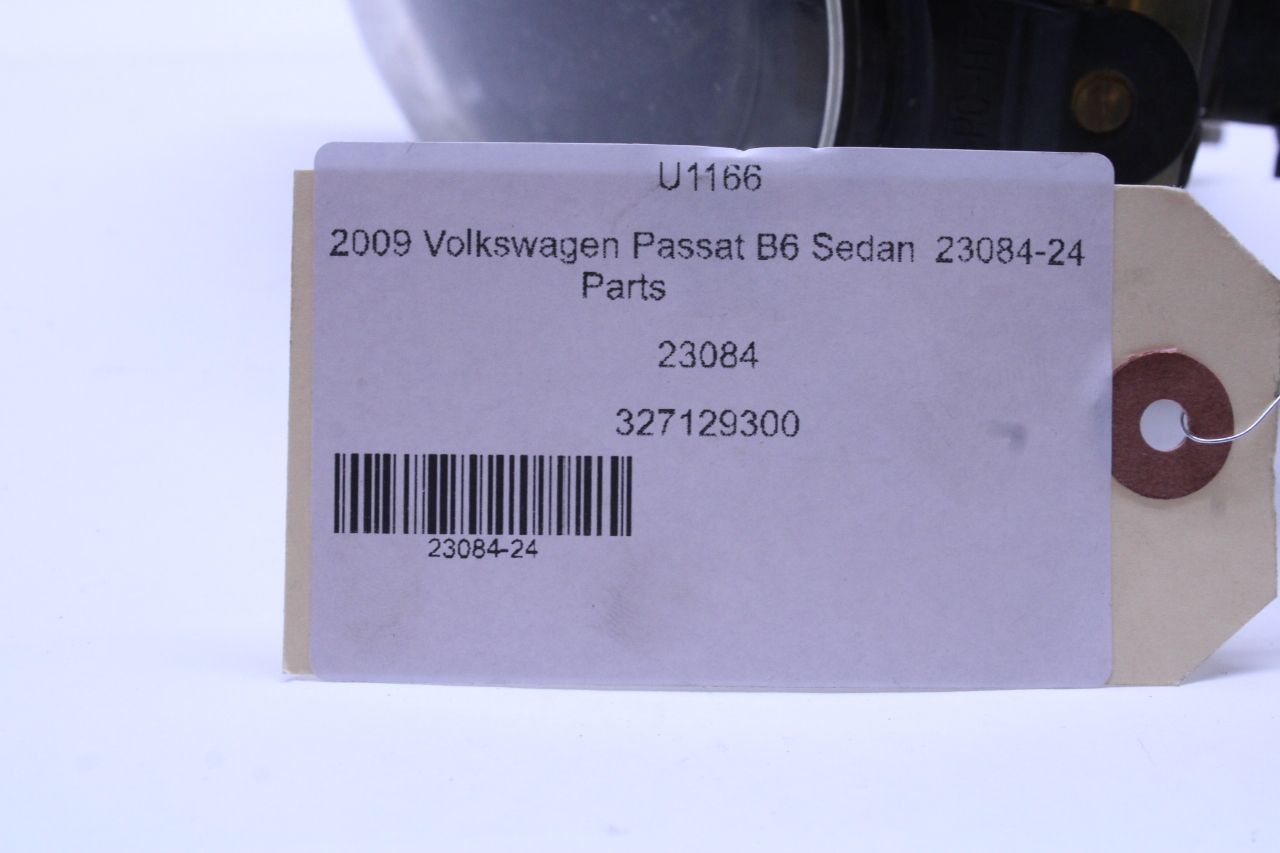 U1166
2009 Volkswagen Passat B6 Sedan 23084-24
Parts
23084
327129300
23084-24